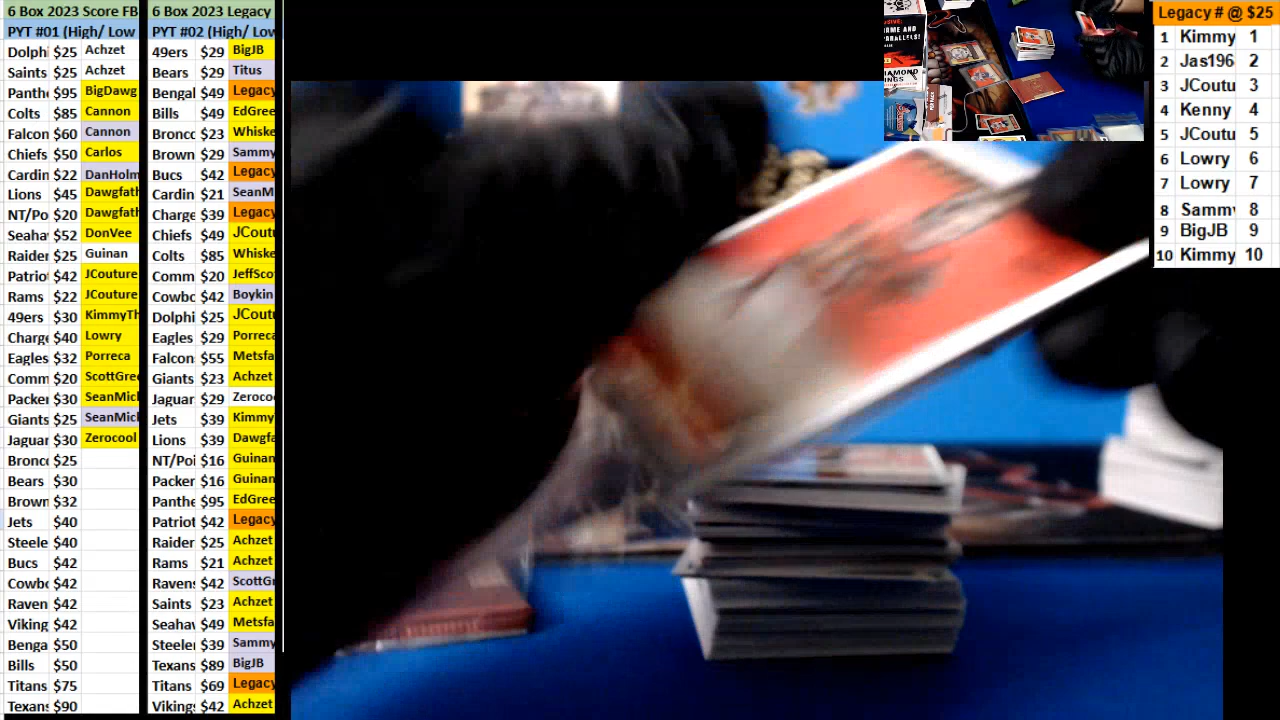 6 Box 2023 Score FB
PYT #01 (High/ Low
Dolph $25 Achzet
Saints $25 Achzet
Panthe $95 BigDawg
Colts $85 Cannon
Falcon $60 Cannon
Chiefs $50 Carlos
Cardin $22 DanHolm
Lions $45 Dawgfath
NT/Po $20 Dawgfath
Seaha $52 DonVee
Raider $25 Guinan
Patrio $42 JCouture
Rams $22 JCouture
49ers $30 KimmyTh
Charge $40 Lowry
Eagles $32 Porreca
Comm $20 ScottGree
Packer $30 SeanMich
Giants $25 SeanMich
Jaguar $30 Zerocool
Bronco $25
Bears $30
Brown $32
Jets $40
Steele $40
Bucs $42
Cowbo $42
Raven $42
Viking $42
Benga $50
Bills $50
Titans $75
Texans $90
6 Box 2023 Legacy
PYT #02 (High/ Low
49ers $29 BigJB
Bears $29 Titus
Bengal $49 Legacy
Bills $49 EdGree
Bronco $23 Whiske
Brown $29 Sammy
Bucs $42 Legacy
Cardin $21 SeanM
Charge $39 Legacy
Chiefs $49 JCoutu
Colts $85 Whiske
Comm $20 JeffSco
Cowbo $42 Boykin
Dolphi $25 JCoutu
Eagles $29 Porreca
Falcon $55 Metsfa
Giants $23 Achzet
Jaguar $29 Zeroco
Jets $39 Kimmy
Lions $39 Dawgfa
NT/Poi $16 Guinan
Packer $16 Guinan
Panthe $95 EdGree
Patriot $42 Legacy
Raider $25 Achzet
Rams $21 Achzet
Ravens $42 ScottGr
Saints $23 Achzet
Seahaw $49 Metsfa
Steeler $39 Sammy
Texans $89 BigJB
Titans $69 Legacy
Viking $42 Achzet
Legacy # @ $25
1 Kimmy 1
2 Jas196 2
3 JCoutu 3
4 Kenny 4
5 JCoutu 5
6 Lowry 6
7 Lowry 7
8 Sammy 8
9 BigJB 9
10 Kimmy 10